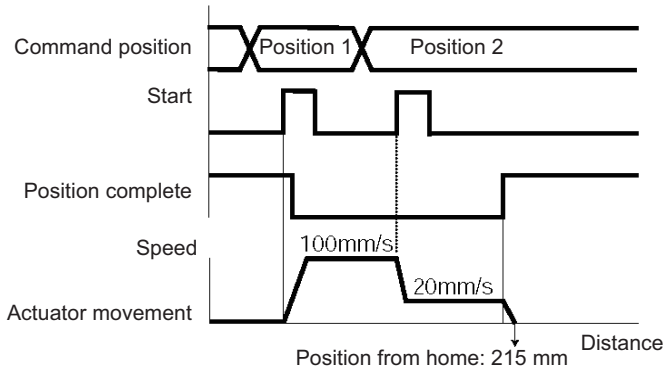 Command position
Position 1
Position 2
Start
Position complete
Speed
100mm/s
20mm/s
Actuator movement
Distance
Position from home: 215 mm